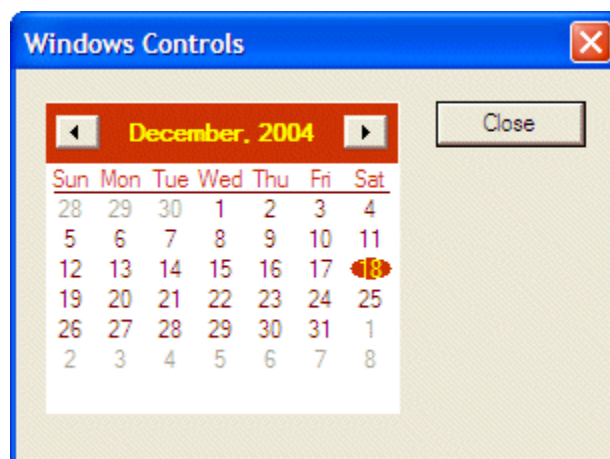 Windows Controls
December, 2004
Close
Sun Mon Tue Wed Thu Fri Sat
28 29 30 1 2 3 4
5 6 7 8 9 10 11
12 13 14 15 16 17 18
19 20 21 22 23 24 25
26 27 28 29 30 31 1
2 3 4 5 6 7 8